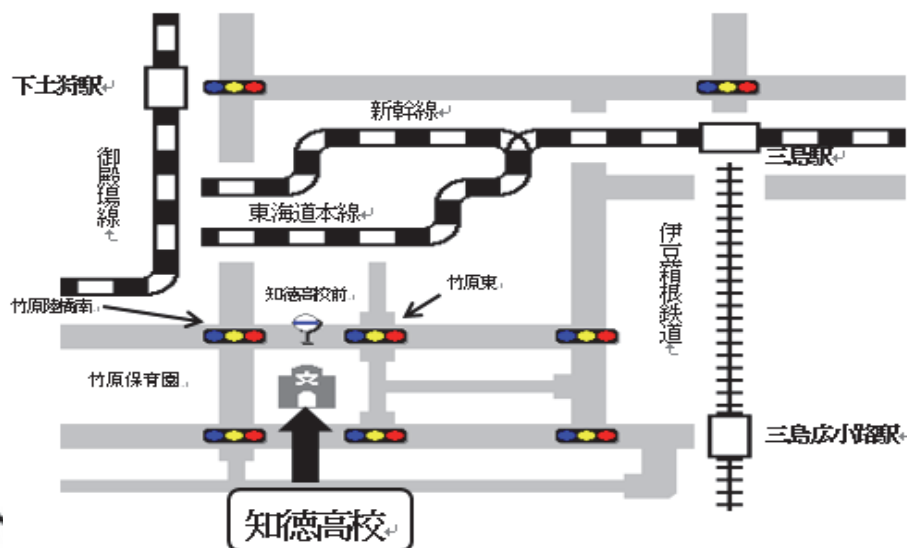 下土狩駅
新幹線
三島駅
御殿場線
東海道本線
伊豆箱根鉄道
竹原陸橋南
知徳高校前
竹原東
竹原保育園
文
三島広小路駅
知徳高校